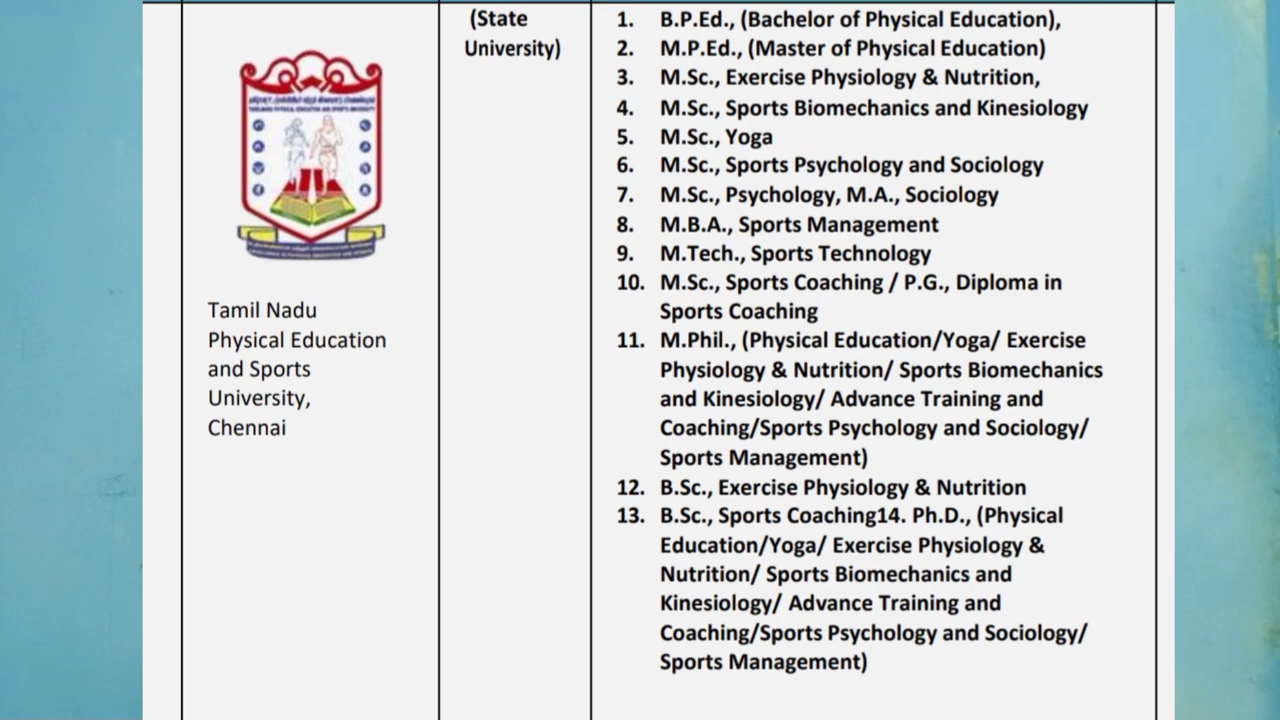 (State
University)
Tamil Nadu
Physical Education
and Sports
University,
Chennai
1. B.P.Ed., (Bachelor of Physical Education),
2. M.P.Ed., (Master of Physical Education)
3. M.Sc., Exercise Physiology & Nutrition,
4. M.Sc., Sports Biomechanics and Kinesiology
5. M.Sc., Yoga
6. M.Sc., Sports Psychology and Sociology
7. M.Sc., Psychology, M.A., Sociology
8. M.B.A., Sports Management
9. M.Tech., Sports Technology
10. M.Sc., Sports Coaching / P.G., Diploma in
Sports Coaching
11. M.Phil., (Physical Education/Yoga/ Exercise
Physiology & Nutrition/ Sports Biomechanics
and Kinesiology/ Advance Training and
Coaching/Sports Psychology and Sociology/
Sports Management)
12. B.Sc., Exercise Physiology & Nutrition
13. B.Sc., Sports Coaching14. Ph.D., (Physical
Education/Yoga/ Exercise Physiology &
Nutrition/ Sports Biomechanics and
Kinesiology/ Advance Training and
Coaching/Sports Psychology and Sociology/
Sports Management)